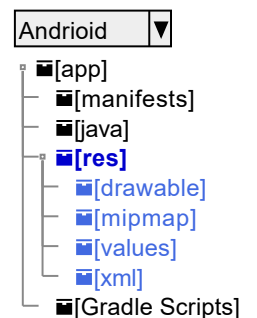 Andrioid
[app]
[manifests]
[java]
[res]
[drawable]
[mipmap]
[values]
[xml]
[Gradle Scripts]